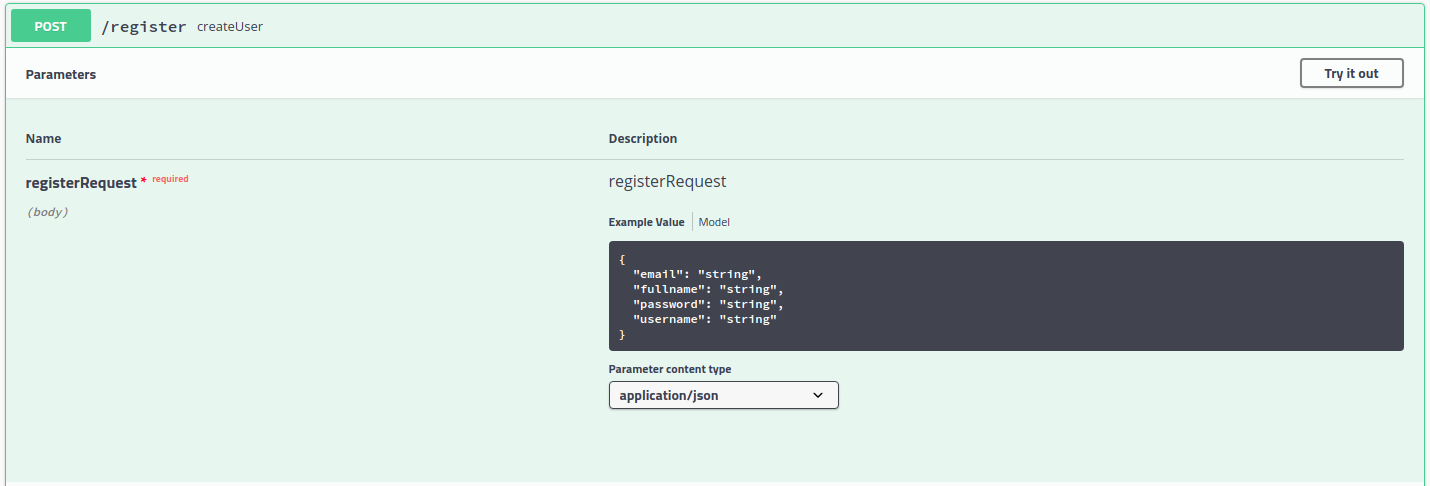 POST /register createUser
Parameters Try it out
Name Description
registerRequest * required registerRequest
(body)
Example Value Model
{
"email": "string",
"fullname": "string",
"password": "string",
"username": "string"
}
Parameter content type
application/json